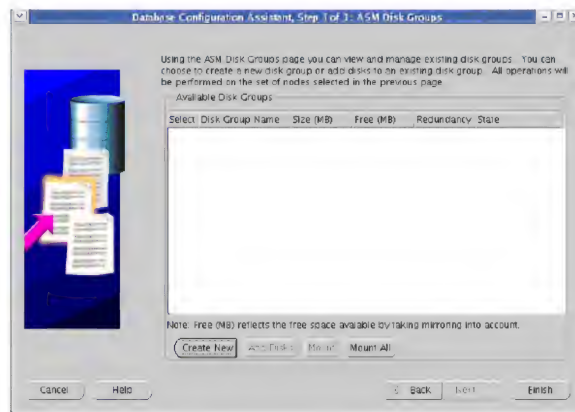 Database Configuration Assistant, Step 1 of 1: ASM Disk Groups
Using the ASM Disk Groups page you can view and manage existing disk groups. You can
choose to create a new disk group or add disks to an existing disk group. All operations will
be performed on the set of nodes selected in the previous page
Available Disk Groups
Select Disk Group Name Size (MB) Free (MB) Redundancy State
Note: Free (MB) reflects the free space available by taking mirroring into account.
Create New Add Disks Mount Mount All
Cancel Help Back Next Finish